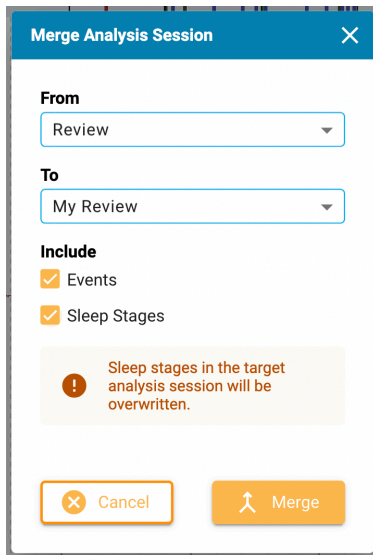 Merge Analysis Session
From
Review
To
My Review
Include
Events
Sleep Stages
Sleep stages in the target
analysis session will be
overwritten.
Cancel
Merge